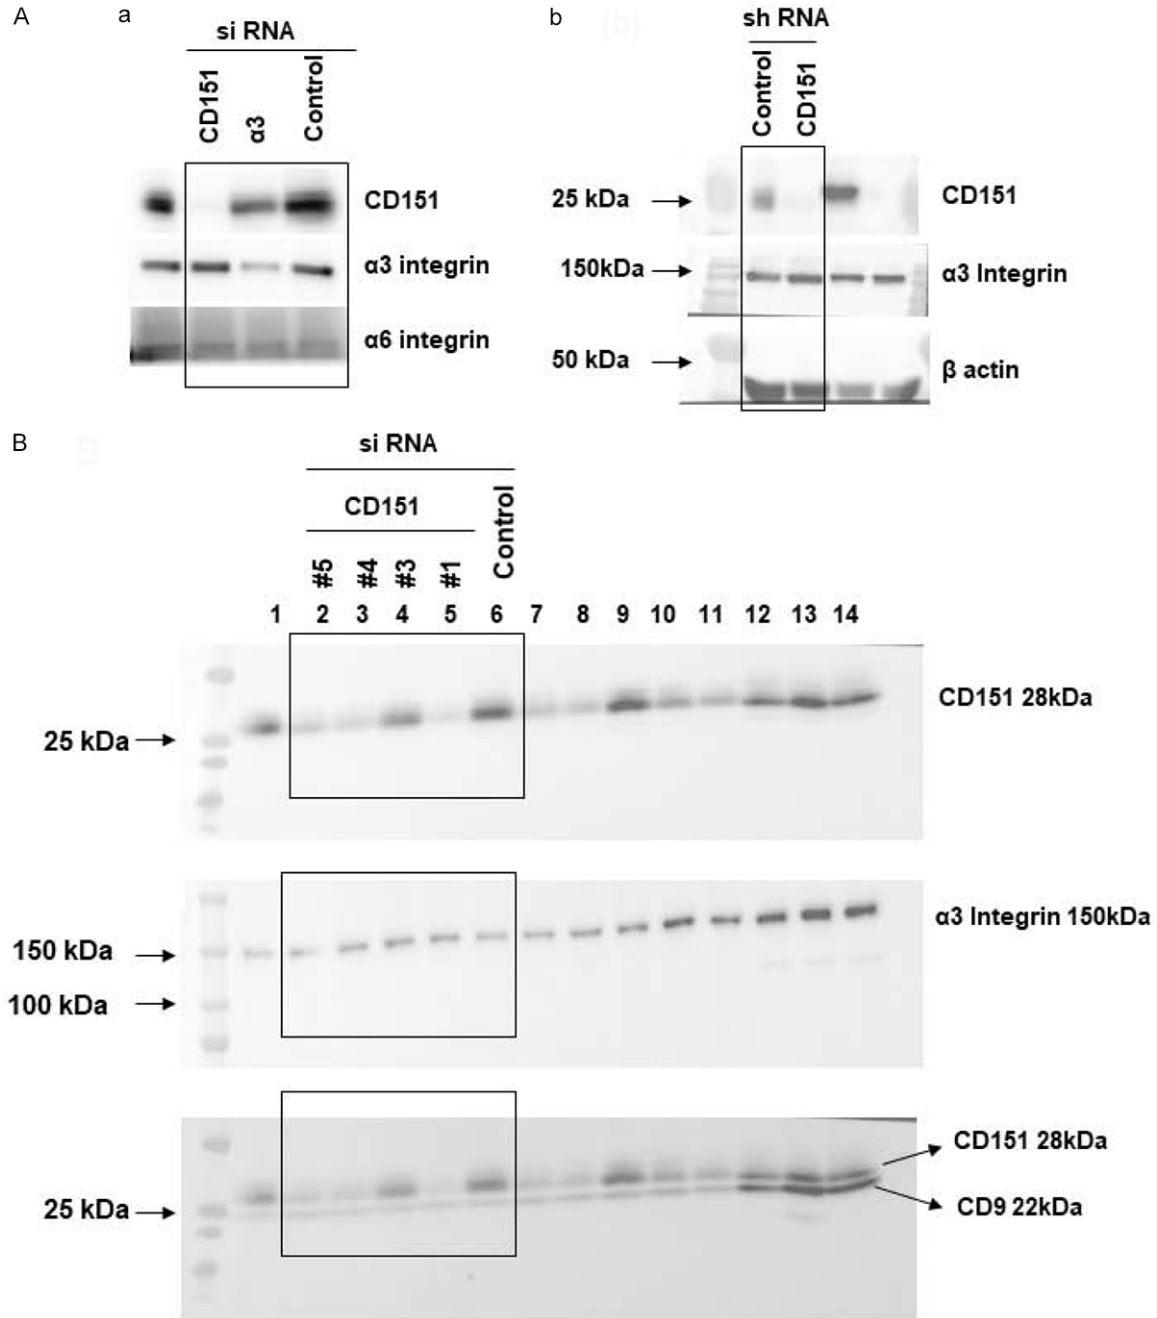 A
a
si RNA
CD151
α3
Control
CD151
α3 integrin
α6 integrin
b
(b)
sh RNA
Control
CD151
25 kDa
CD151
150kDa
α3 Integrin
50 kDa
β actin
B
B
si RNA
CD151
Control
#5 #4 #3 #1
1 2 3 4 5 6 7 8 9 10 11 12 13 14
CD151 28kDa
25 kDa
α3 Integrin 150kDa
150 kDa
100 kDa
CD151 28kDa
25 kDa
CD9 22kDa